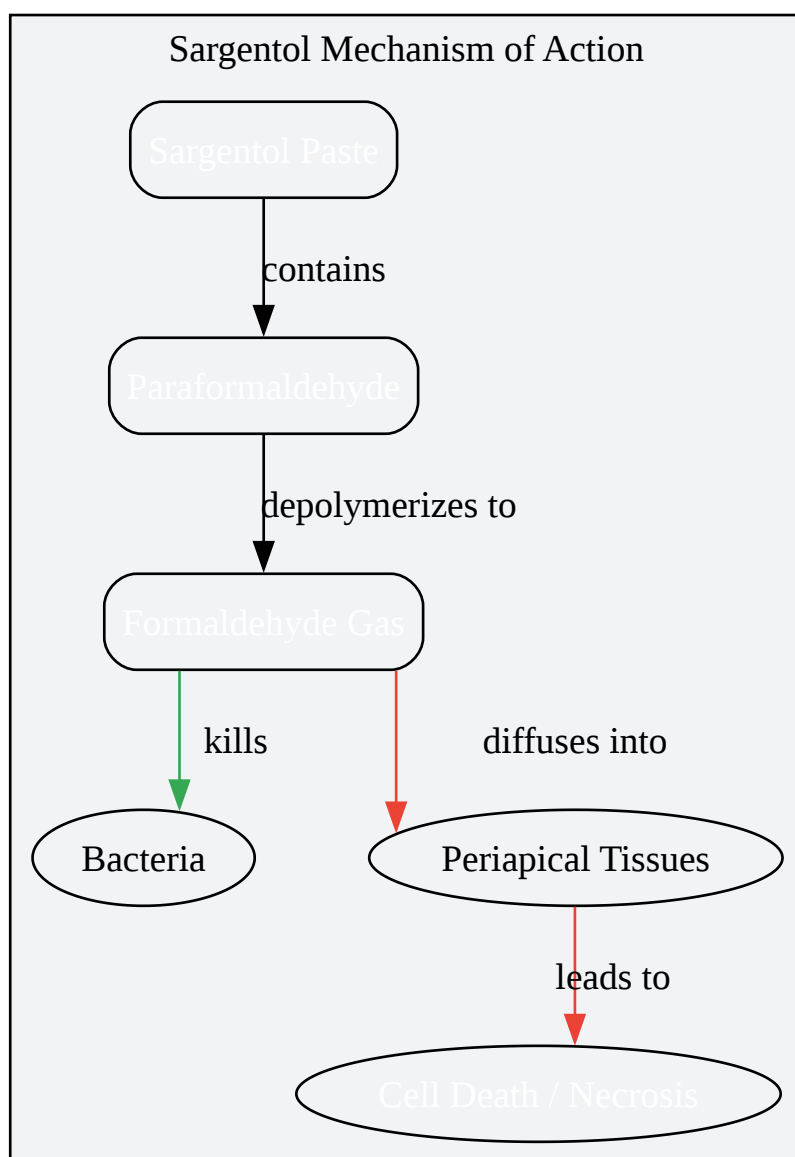 Sargentol Mechanism of Action
Sargentol Paste
contains
Paraformaldehyde
depolymerizes to
Formaldehyde Gas
kills
diffuses into
Bacteria
Periapical Tissues
leads to
Cell Death / Necrosis